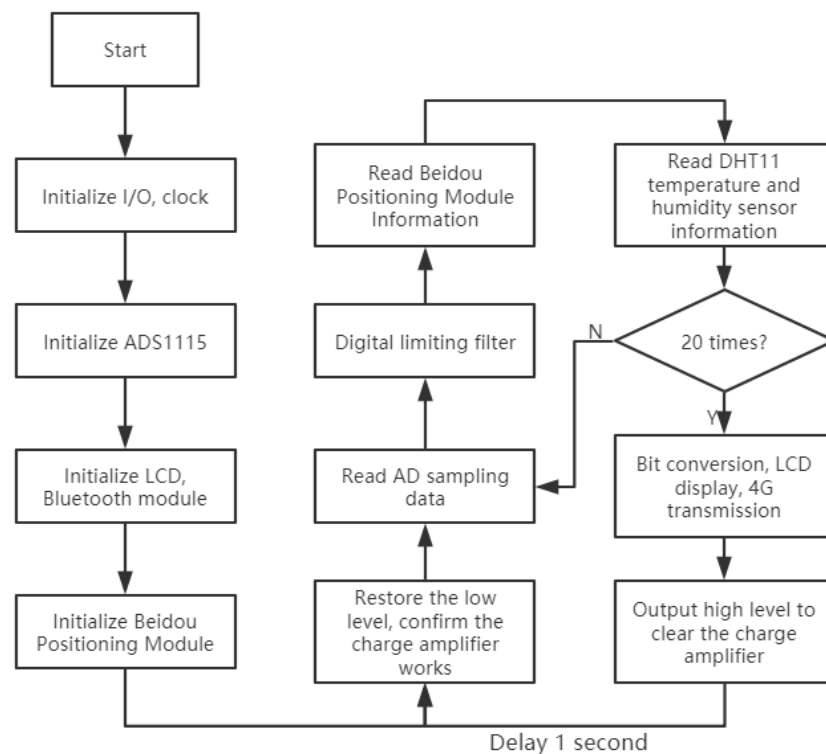 Start
Initialize I/O, clock
Initialize ADS1115
Initialize LCD,
Bluetooth module
Initialize Beidou
Positioning Module
Restore the low
level, confirm the
charge amplifier
works
Read AD sampling
data
Digital limiting filter
Read Beidou
Positioning Module
Information
Read DHT11
temperature and
humidity sensor
information
20 times?
N
Y
Bit conversion, LCD
display, 4G
transmission
Output high level to
clear the charge
amplifier
Delay 1 second